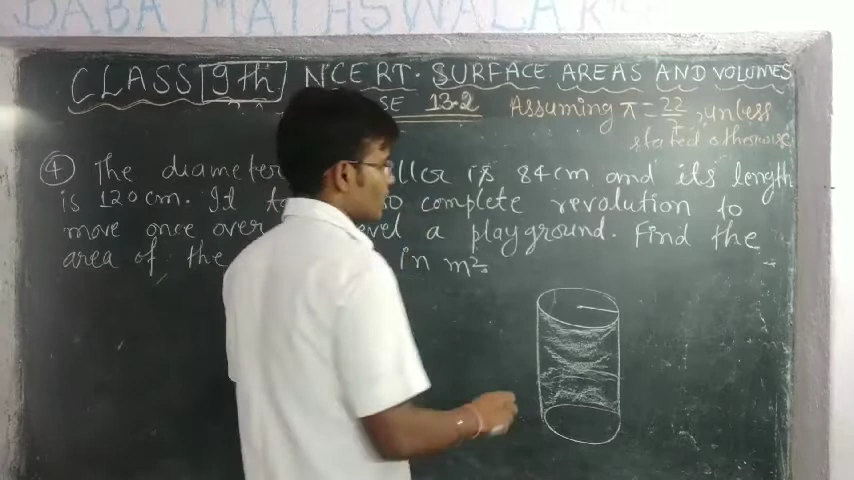 BABA MATHSWALA
CLASS 9th NCERT. SURFACE AREAS AND VOLUMES
SE 13.2 Assuming π = 22/7, unless
stated otherwise
④ The diameter is 84 cm and its length
is 120 cm. It complete revolution to
move once over a playground. Find the
area of the in m²